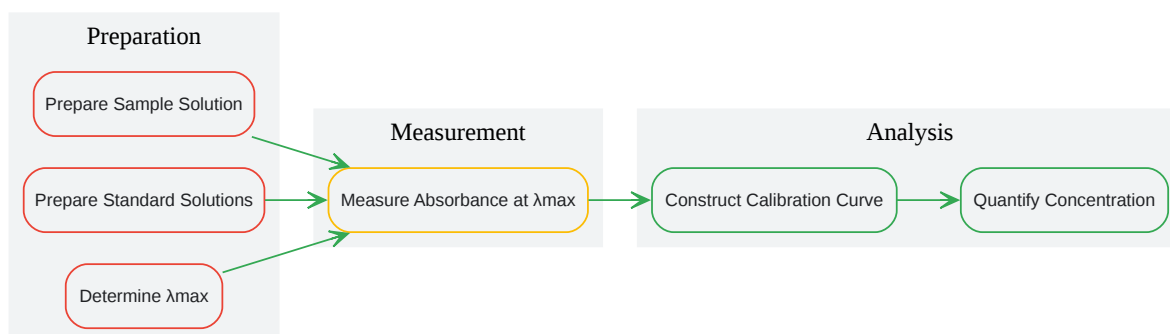 Preparation
Prepare Sample Solution
Prepare Standard Solutions
Determine λmax
Measurement
Measure Absorbance at λmax
Analysis
Construct Calibration Curve
Quantify Concentration